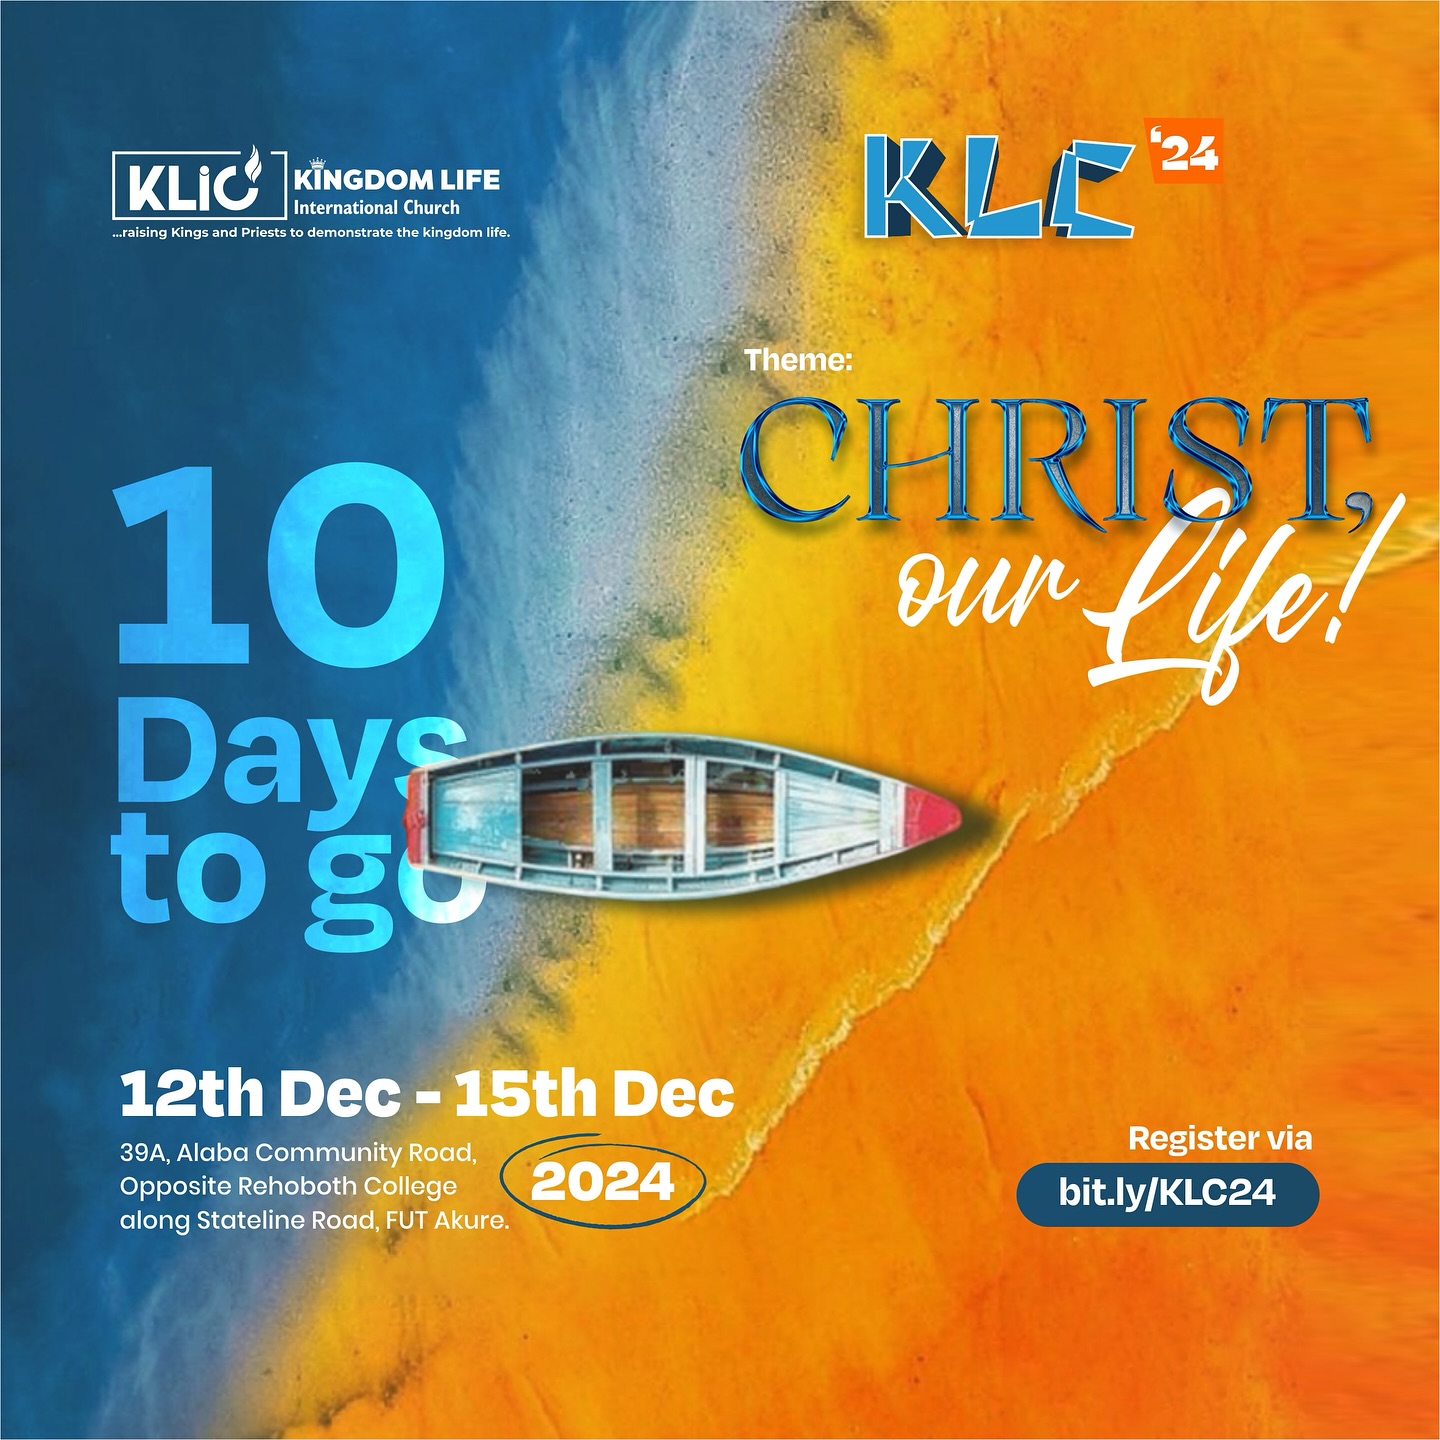 KLiC
KINGDOM LIFE
International Church
...raising Kings and Priests to demonstrate the kingdom life.
KLC '24
Theme:
CHRIST,
our Life!
10
Days
to go
12th Dec - 15th Dec
39A, Alaba Community Road,
Opposite Rehoboth College
along Stateline Road, FUT Akure.
2024
Register via
bit.ly/KLC24